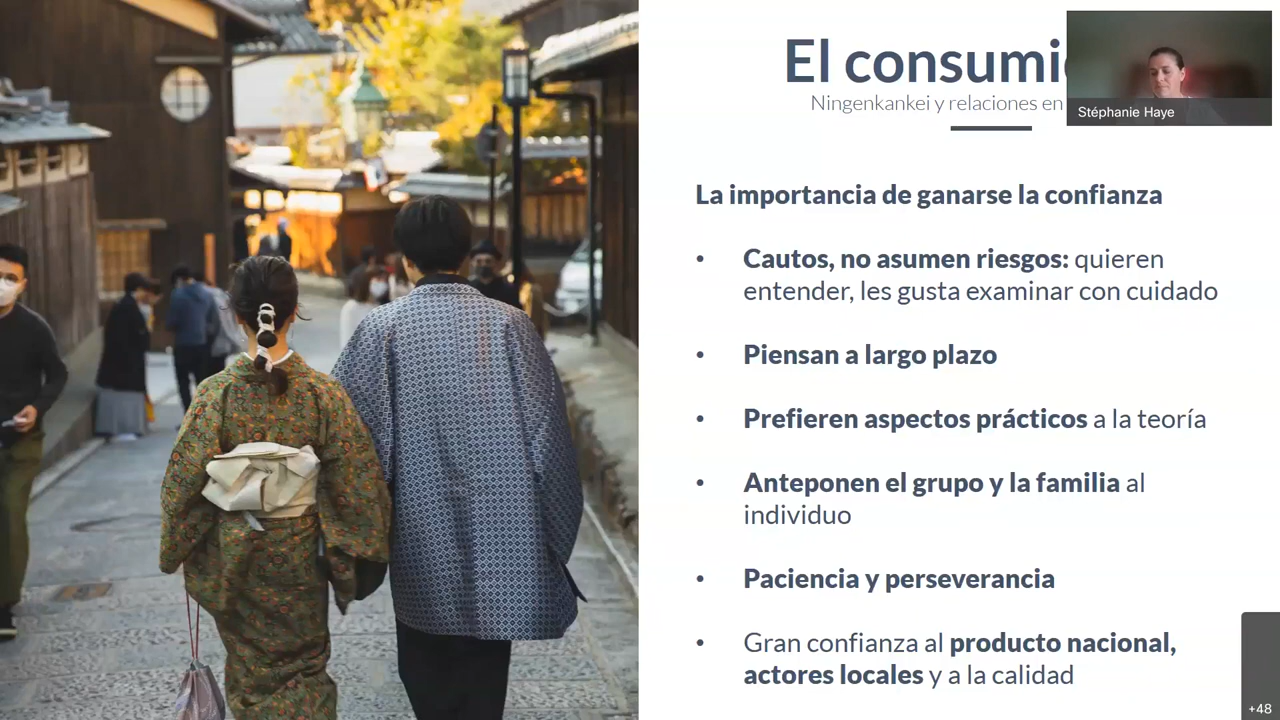 El consumi
Ningenkankei y relaciones en
Stéphanie Haye
La importancia de ganarse la confianza
• Cautos, no asumen riesgos: quieren
entender, les gusta examinar con cuidado
• Piensan a largo plazo
• Prefieren aspectos prácticos a la teoría
• Anteponen el grupo y la familia al
individuo
• Paciencia y perseverancia
• Gran confianza al producto nacional,
actores locales y a la calidad
+48